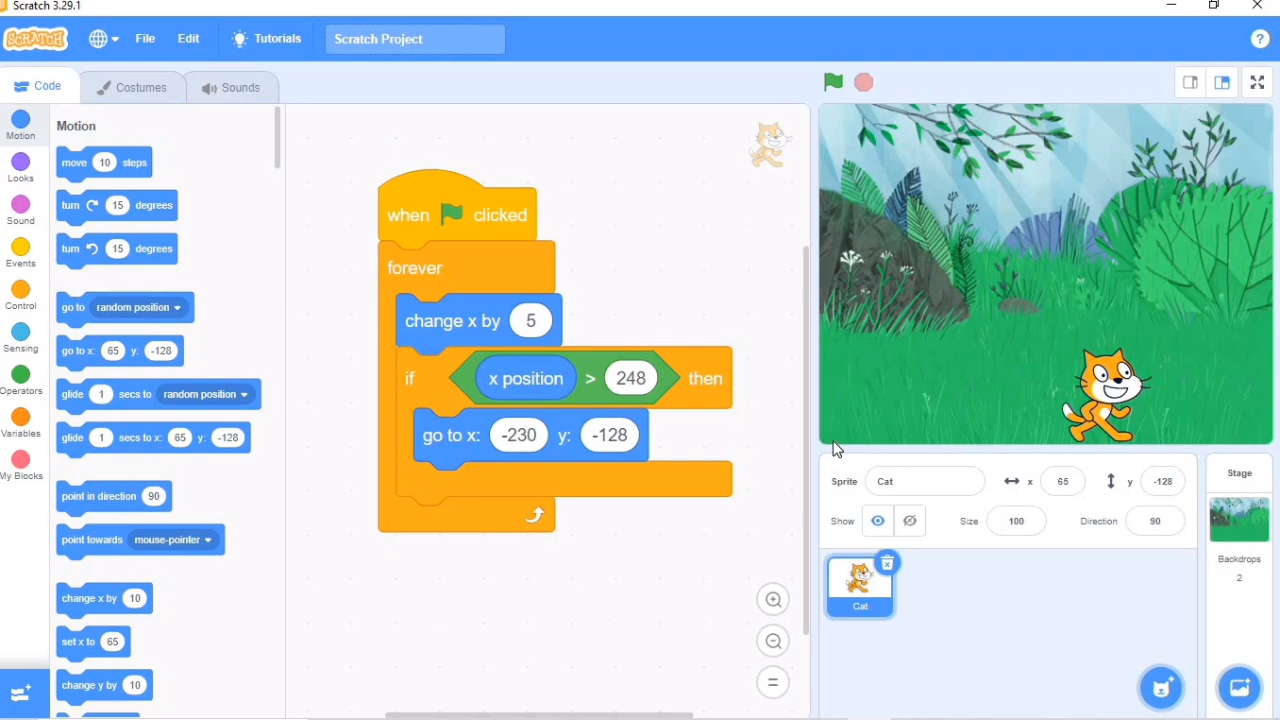 Scratch 3.29.1
SCRATCH File Edit Tutorials Scratch Project ?
Code Costumes Sounds
Motion
Looks
Sound
Events
Control
Sensing
Operators
Variables
My Blocks
Motion
move 10 steps
turn 15 degrees
turn 15 degrees
go to random position
go to x: 65 y: -128
glide 1 secs to random position
glide 1 secs to x: 65 y: -128
point in direction 90
point towards mouse-pointer
change x by 10
set x to 65
change y by 10
when clicked
forever
change x by 5
if x position > 248 then
go to x: -230 y: -128
Sprite Cat x 65 y -128
Show Size 100 Direction 90
Cat
Stage
Backdrops
2